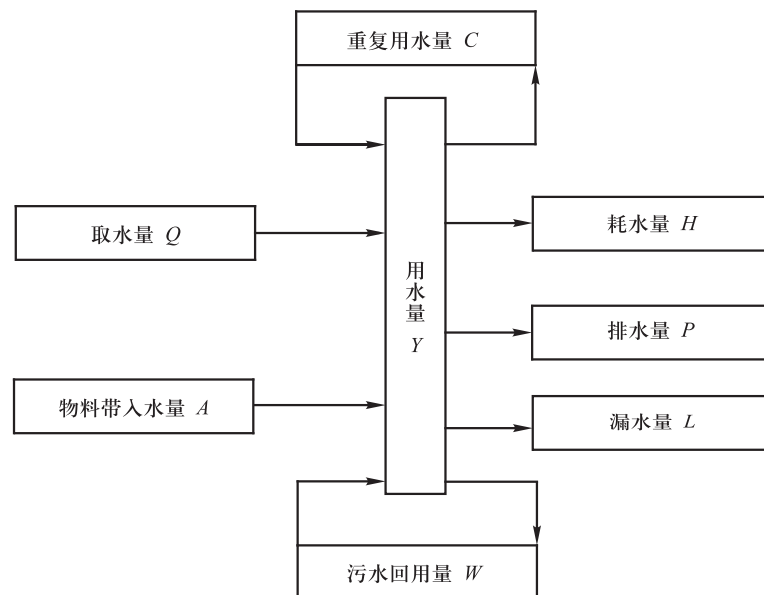 重复用水量 C
取水量 Q
耗水量 H
用水量 Y
排水量 P
物料带入水量 A
漏水量 L
污水回用量 W